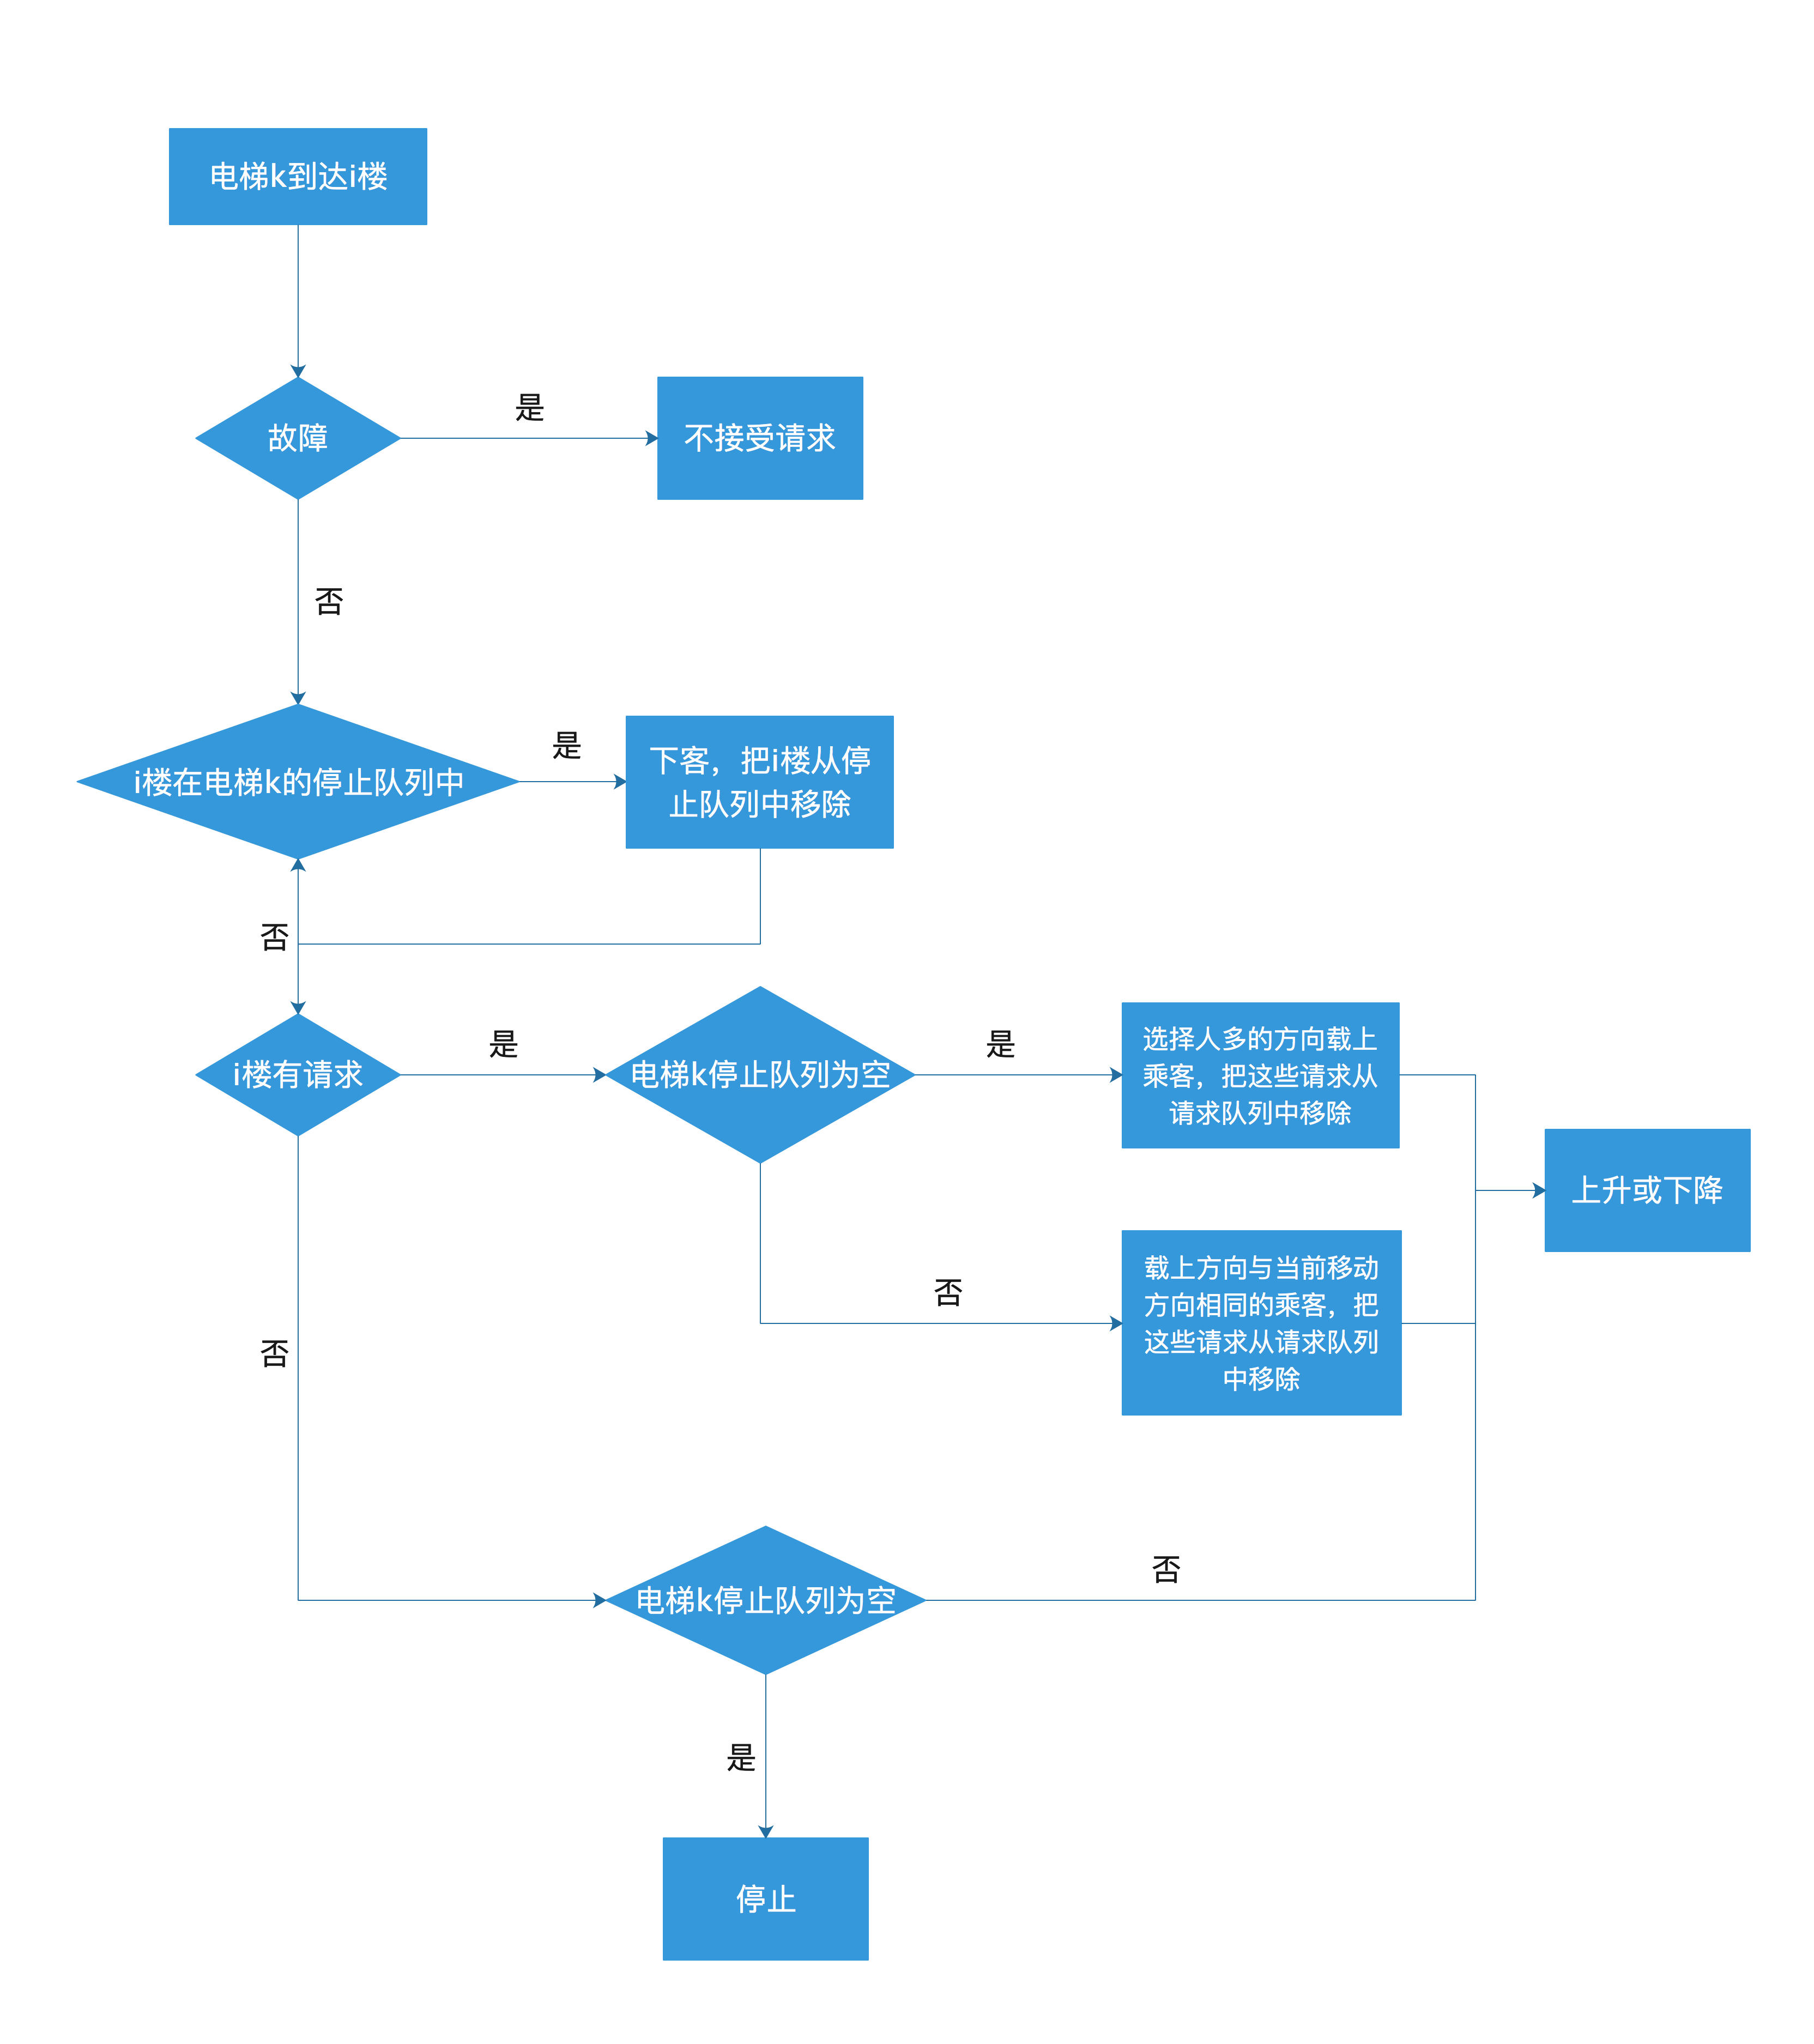 电梯k到达i楼
故障
是
不接受请求
否
i楼在电梯k的停止队列中
是
下客，把i楼从停
止队列中移除
否
i楼有请求
是
电梯k停止队列为空
是
选择人多的方向载上
乘客，把这些请求从
请求队列中移除
上升或下降
否
载上方向与当前移动
方向相同的乘客，把
这些请求从请求队列
中移除
否
电梯k停止队列为空
否
是
停止